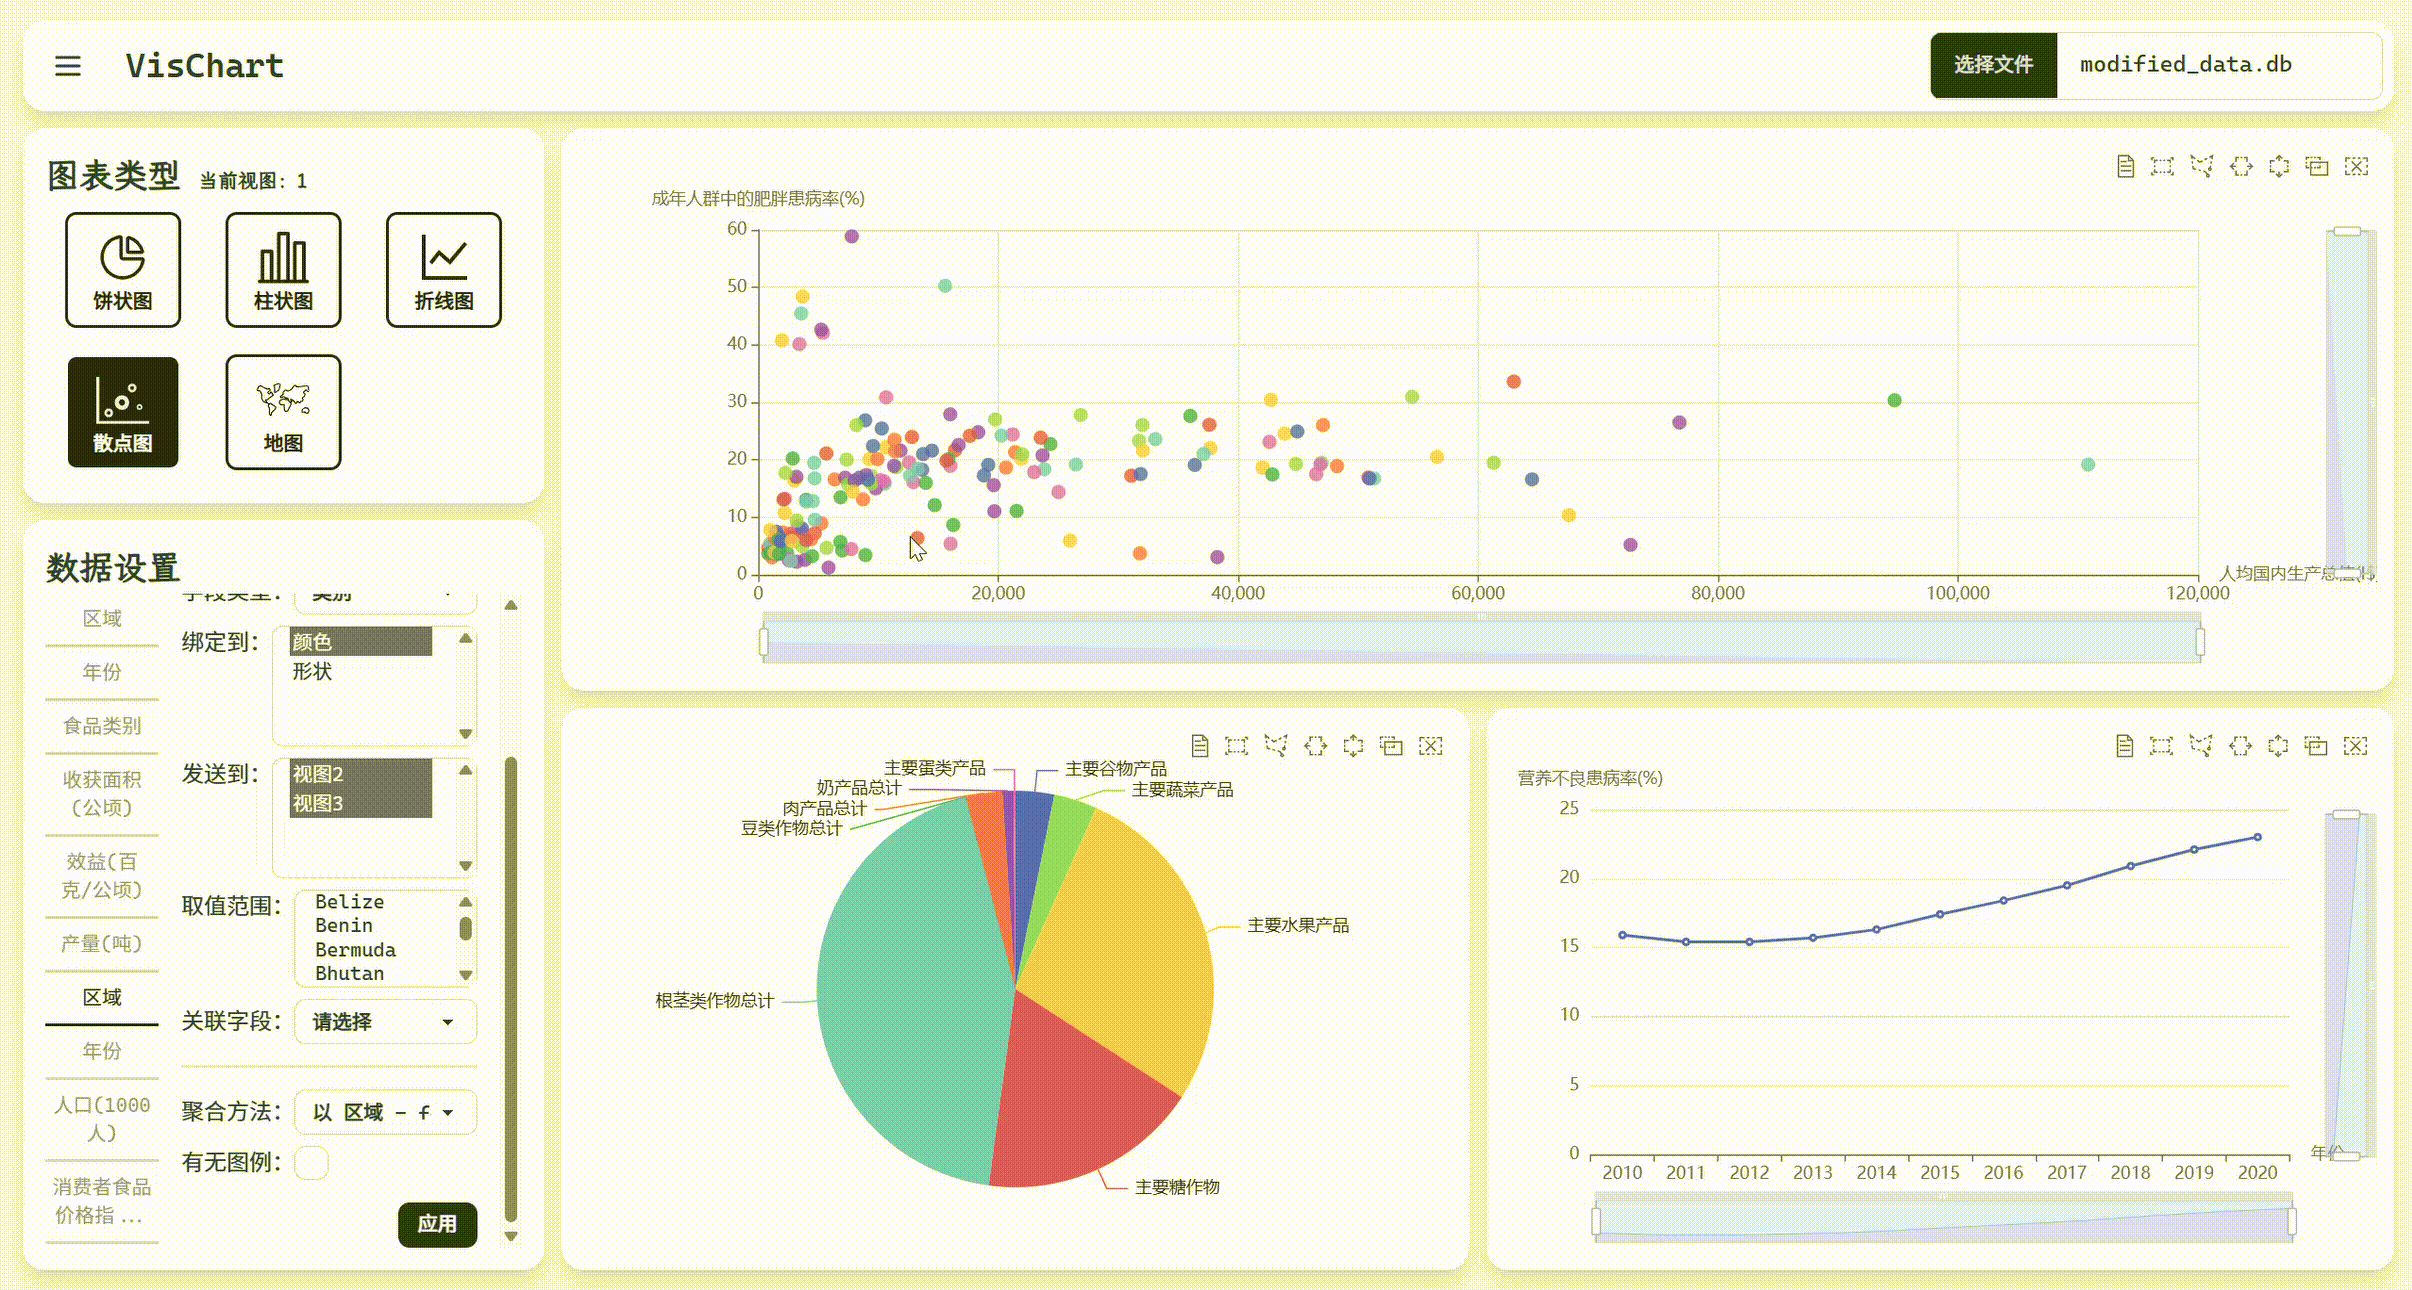 VisChart
选择文件
modified_data.db
图表类型
当前视图: 1
饼状图
柱状图
折线图
散点图
地图
数据设置
区域
年份
食品类别
收获面积
(公顷)
效益(百
克/公顷)
产量(吨)
区域
年份
人口(1000
人)
消费者食品
价格指 ...
字段类型:
类别
绑定到:
颜色
形状
发送到:
视图2
视图3
取值范围:
Belize
Benin
Bermuda
Bhutan
关联字段:
请选择
聚合方法:
以 区域 - f
有无图例:
应用
成年人群中的肥胖患病率(%)
60
50
40
30
20
10
0
0
20,000
40,000
60,000
80,000
100,000
120,000
人均国内生产总值
主要蛋类产品
主要谷物产品
奶产品总计
主要蔬菜产品
肉产品总计
豆类作物总计
主要水果产品
根茎类作物总计
主要糖作物
营养不良患病率(%)
25
20
15
10
5
0
2010
2011
2012
2013
2014
2015
2016
2017
2018
2019
2020
年份